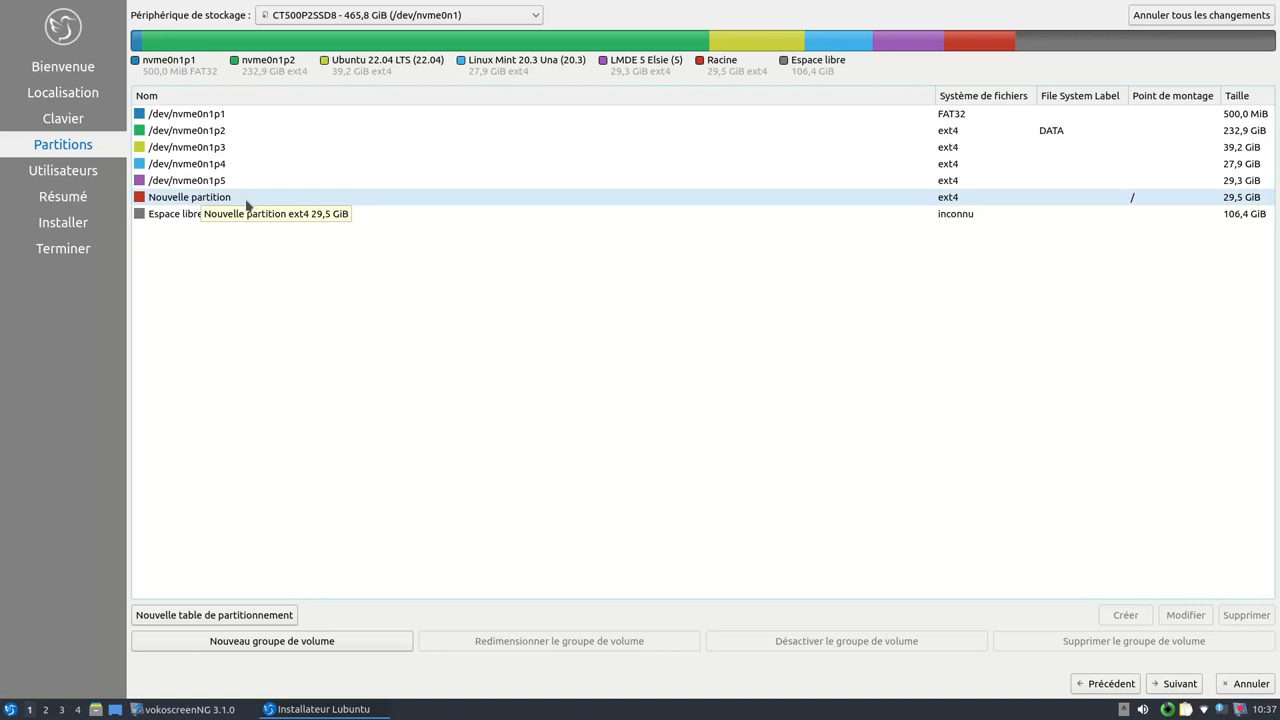 Périphérique de stockage : CT500P2SSD8 - 465,8 GiB (/dev/nvme0n1) Annuler tous les changements
nvme0n1p1 nvme0n1p2 Ubuntu 22.04 LTS (22.04) Linux Mint 20.3 Una (20.3) LMDE 5 Elsie (5) Racine Espace libre
500,0 MiB FAT32 232,9 GiB ext4 39,2 GiB ext4 27,9 GiB ext4 29,3 GiB ext4 29,5 GiB ext4 106,4 GiB
Bienvenue
Localisation
Clavier
Partitions
Utilisateurs
Résumé
Installer
Terminer
Nom Système de fichiers File System Label Point de montage Taille
/dev/nvme0n1p1 FAT32 500,0 MiB
/dev/nvme0n1p2 ext4 DATA 232,9 GiB
/dev/nvme0n1p3 ext4 39,2 GiB
/dev/nvme0n1p4 ext4 27,9 GiB
/dev/nvme0n1p5 ext4 29,3 GiB
Nouvelle partition ext4 / 29,5 GiB
Espace libre inconnu 106,4 GiB
Nouvelle partition ext4 29,5 GiB
Nouvelle table de partitionnement Créer Modifier Supprimer
Nouveau groupe de volume Redimensionner le groupe de volume Désactiver le groupe de volume Supprimer le groupe de volume
Précédent Suivant Annuler
1 2 3 4 vokoscreenNG 3.1.0 Installateur Lubuntu 10:37